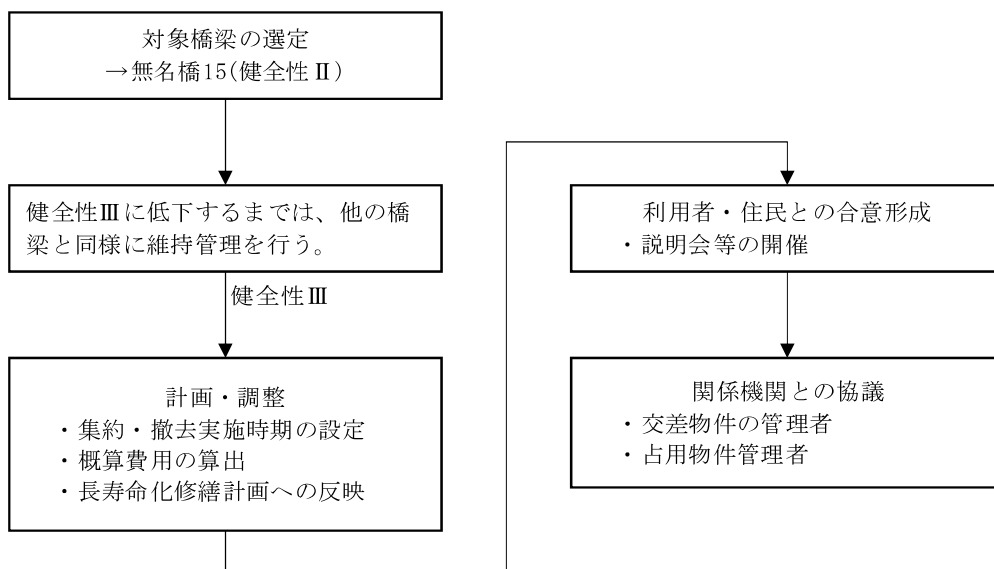 対象橋梁の選定
→無名橋15(健全性Ⅱ)
健全性Ⅲに低下するまでは、他の橋
梁と同様に維持管理を行う。
健全性Ⅲ
計画・調整
・集約・撤去実施時期の設定
・概算費用の算出
・長寿命化修繕計画への反映
利用者・住民との合意形成
・説明会等の開催
関係機関との協議
・交差物件の管理者
・占用物件管理者